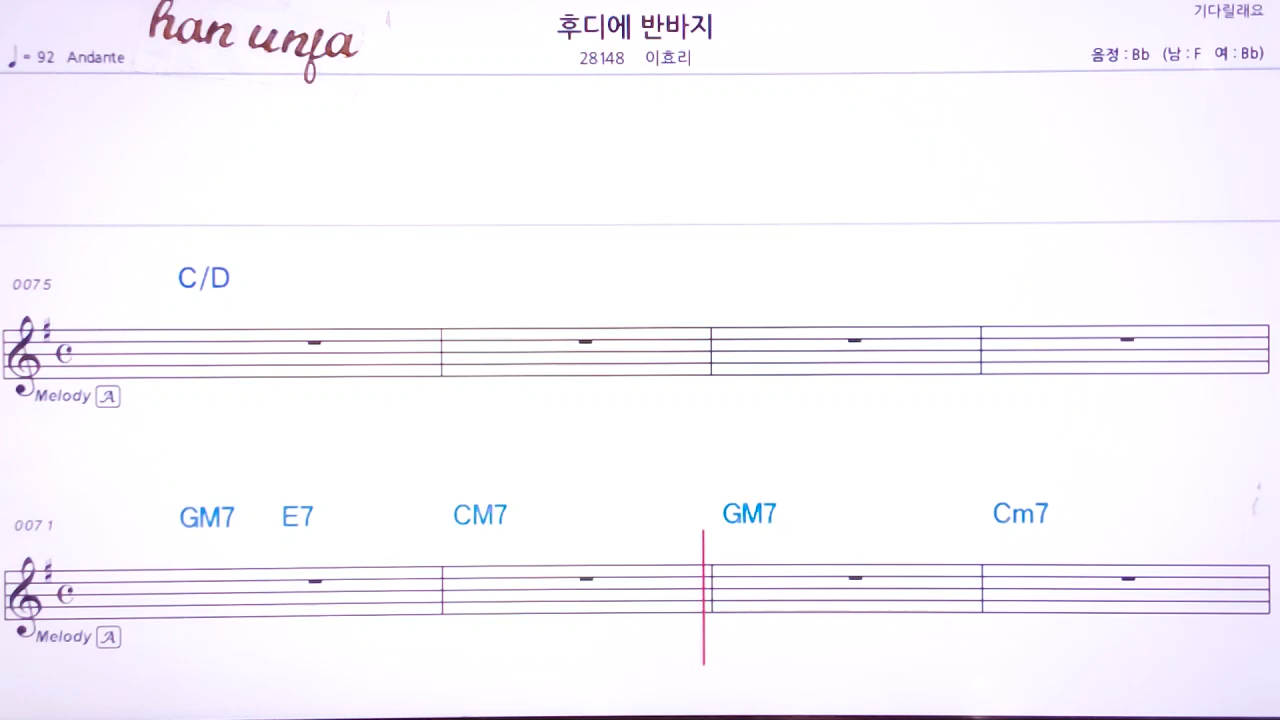 han unfa
후디에 반바지
기다릴래요
♩= 92 Andante
28148 이효리
음정 : Bb (남 : F 여 : Bb)
0075
C/D
Melody A
0071
GM7 E7 CM7 GM7 Cm7
Melody A